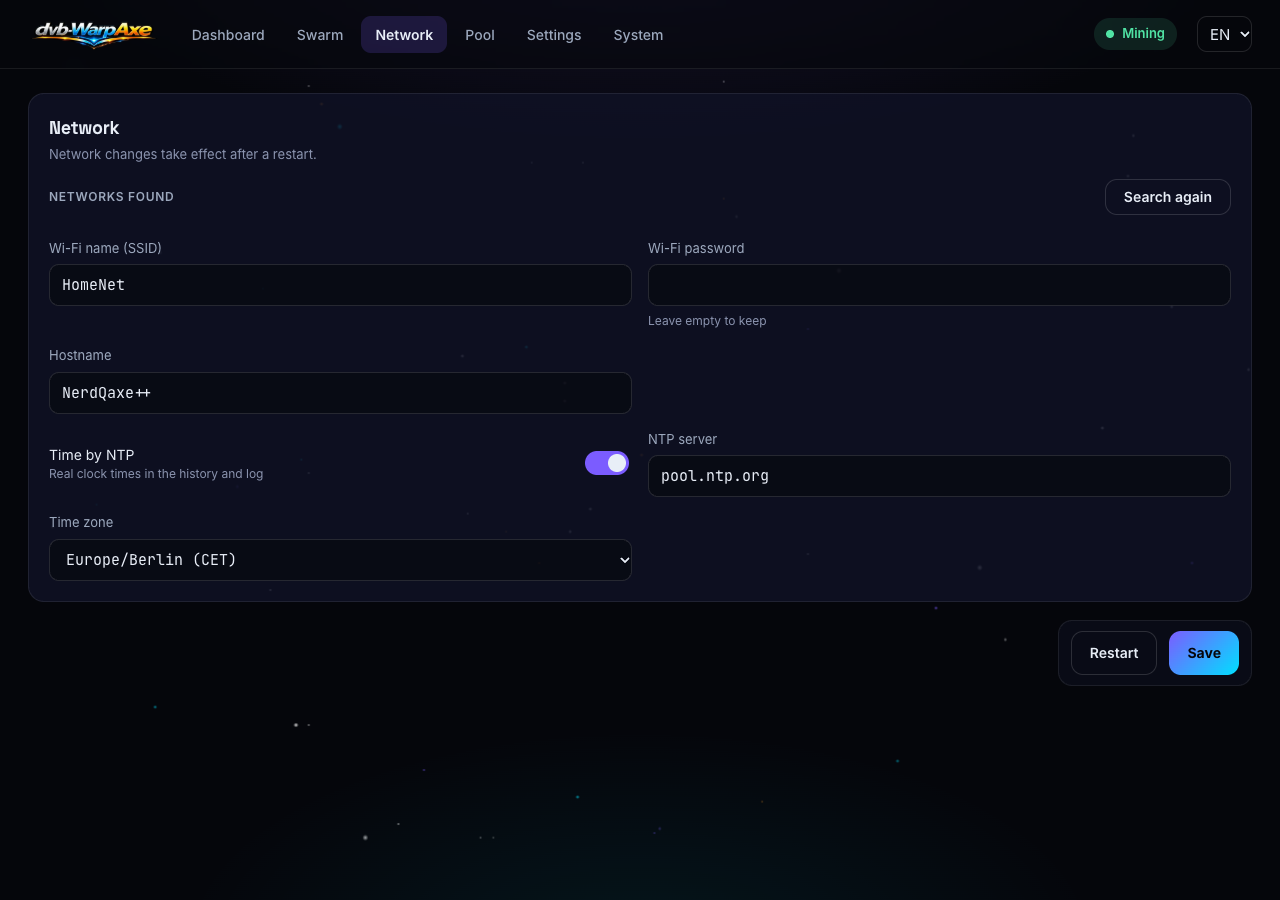 dvb-WarpAxe
Dashboard
Swarm
Network
Pool
Settings
System
Mining
EN
Network
Network changes take effect after a restart.
NETWORKS FOUND
Search again
Wi-Fi name (SSID)
Wi-Fi password
HomeNet
Leave empty to keep
Hostname
NerdQaxe++
Time by NTP
Real clock times in the history and log
NTP server
pool.ntp.org
Time zone
Europe/Berlin (CET)
Restart
Save